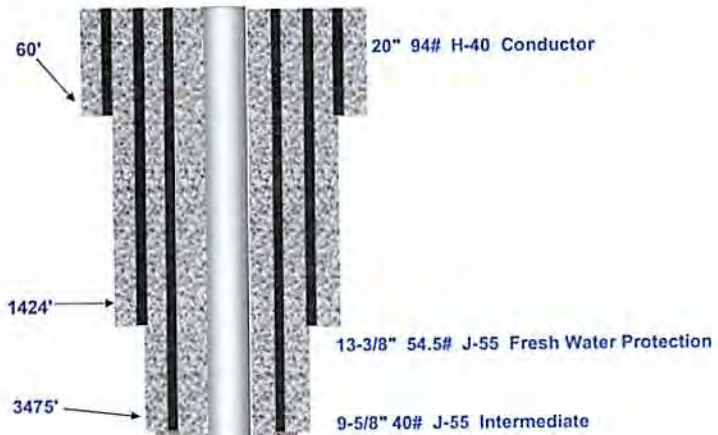 20" 94# H-40 Conductor
60'
1424'
13-3/8" 54.5# J-55 Fresh Water Protection
3475'
9-5/8" 40# J-55 Intermediate